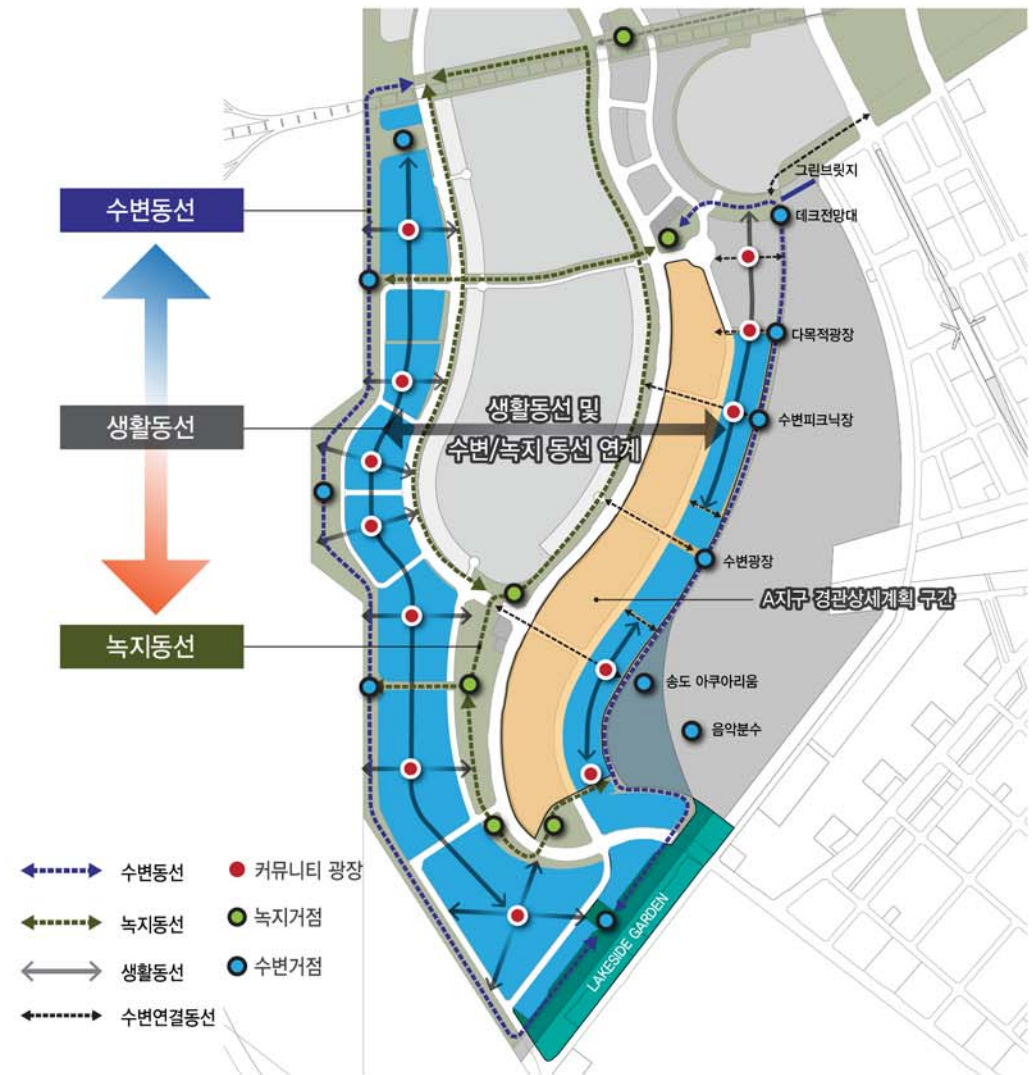 그린브릿지
수변동선
데크전망대
다목적광장
생활동선 및
수변피크닉장
생활동선
수변/녹지 동선 연계
수변광장
A지구 경관상세계획 구간
녹지동선
송도 아쿠아리움
음악분수
수변동선
커뮤니티 광장
녹지동선
녹지거점
생활동선
수변거점
수변연결동선
LAKESIDE GARDEN